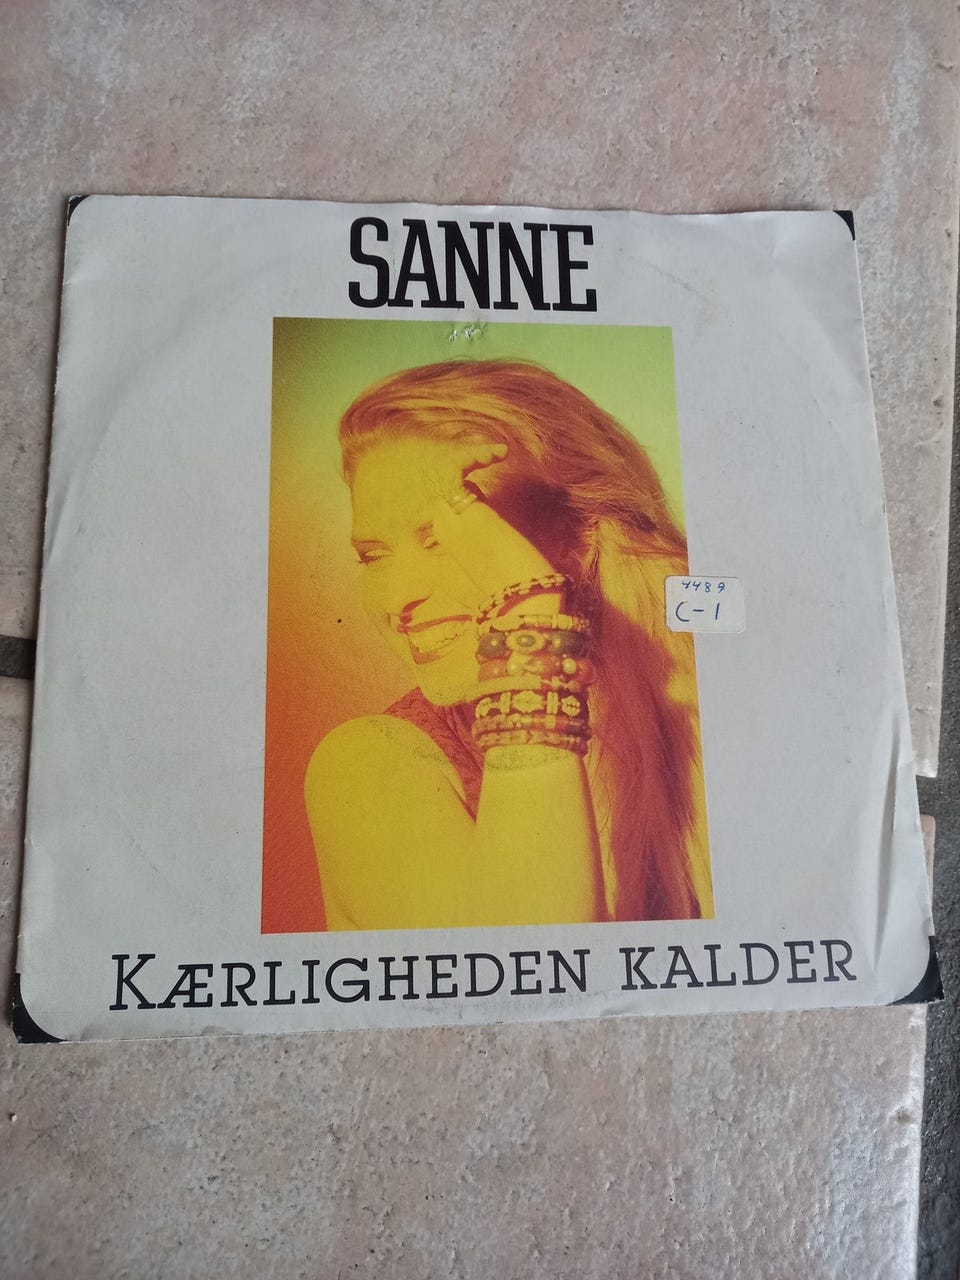 SANNE
4489
C-1
KÆRLIGHEDEN KALDER